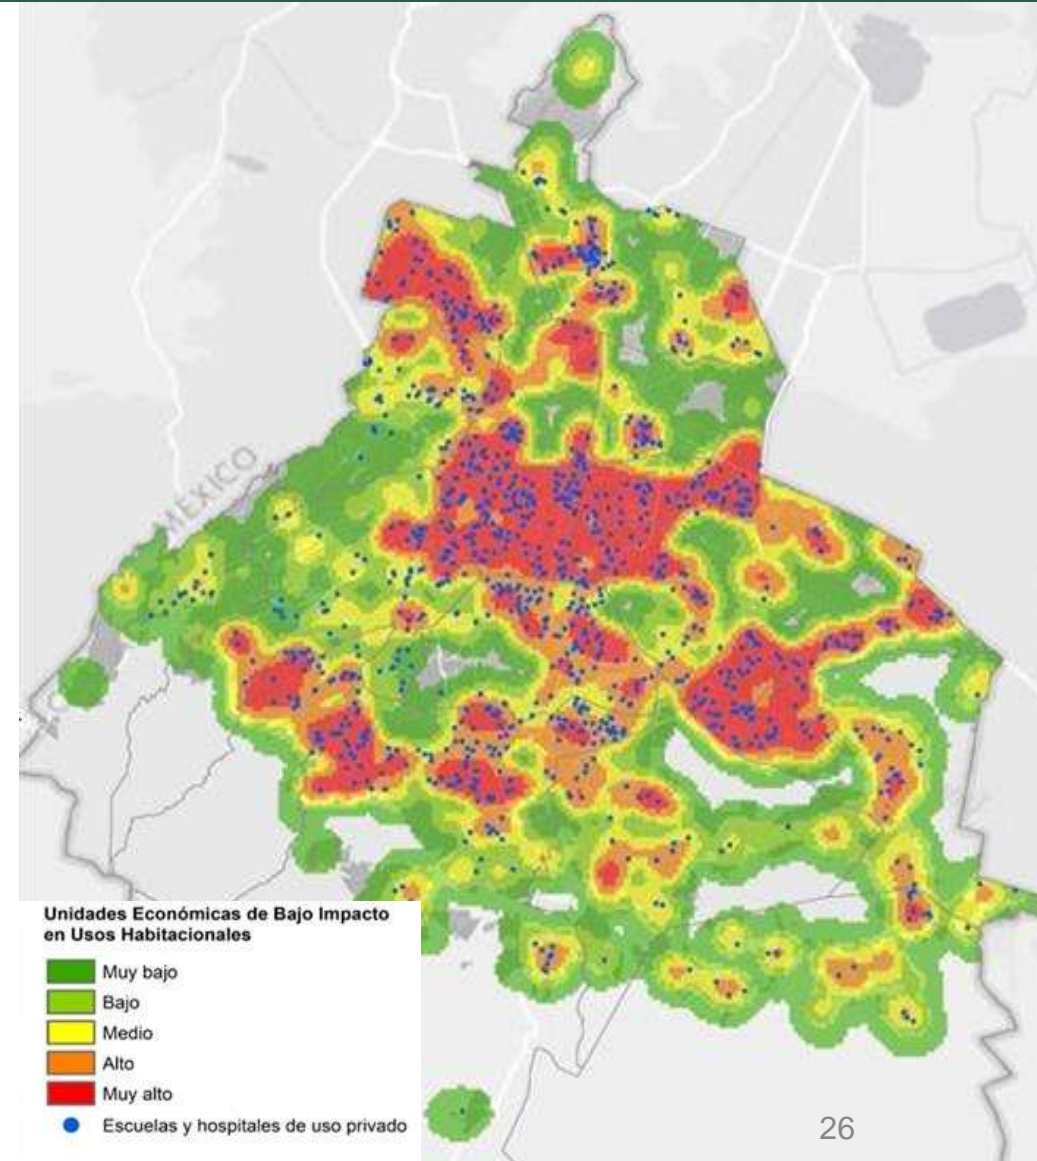 MÉXICO
Unidades Económicas de Bajo Impacto
en Usos Habitacionales
Muy bajo
Bajo
Medio
Alto
Muy alto
Escuelas y hospitales de uso privado
26